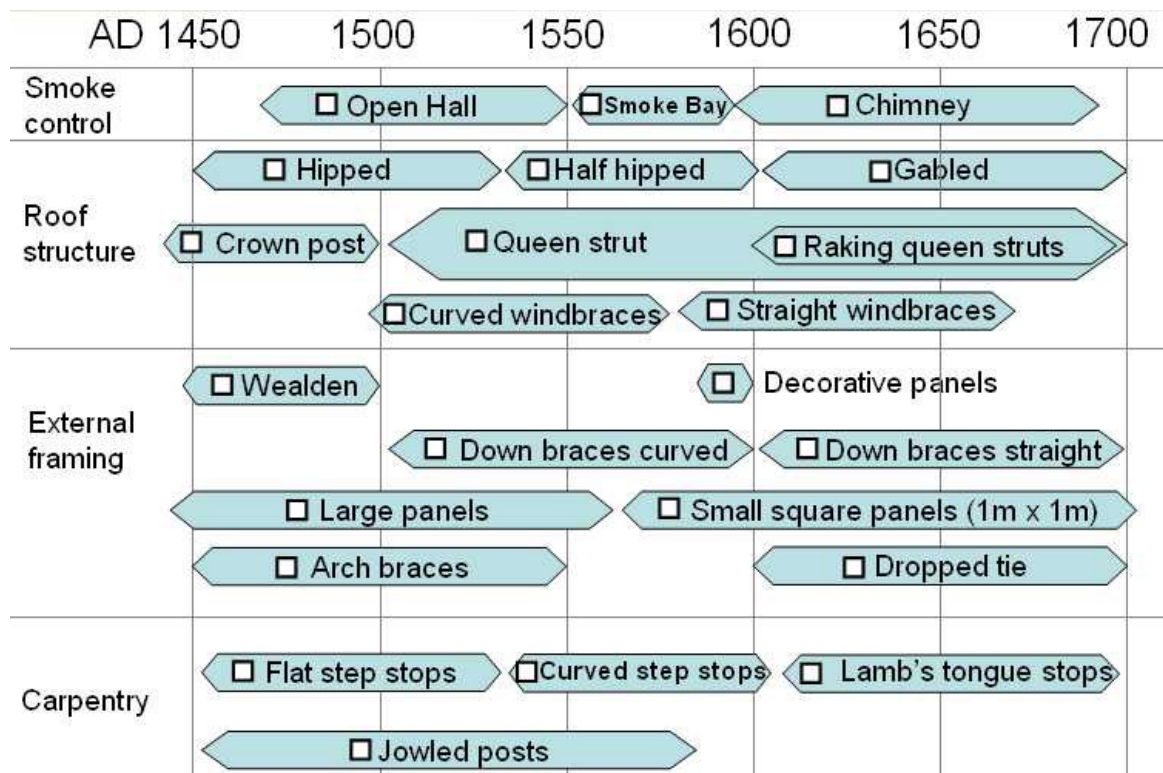 AD 1450 1500 1550 1600 1650 1700
Smoke
control
Open Hall
Smoke Bay
Chimney
Roof
structure
Hipped
Half hipped
Gabled
Crown post
Queen strut
Raking queen struts
Curved windbraces
Straight windbraces
External
framing
Wealden
Decorative panels
Down braces curved
Down braces straight
Large panels
Small square panels (1m x 1m)
Arch braces
Dropped tie
Carpentry
Flat step stops
Curved step stops
Lamb's tongue stops
Jowled posts